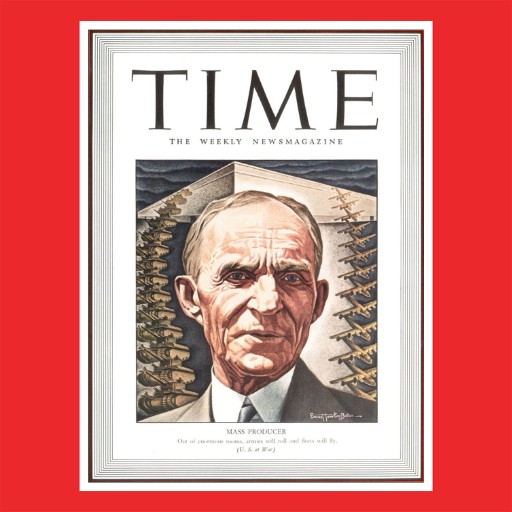 TIME
THE WEEKLY NEWSMAGAZINE
MASS PRODUCER
Out of enormous rooms, armies will roll and fleets will fly.
(U. S. at War)